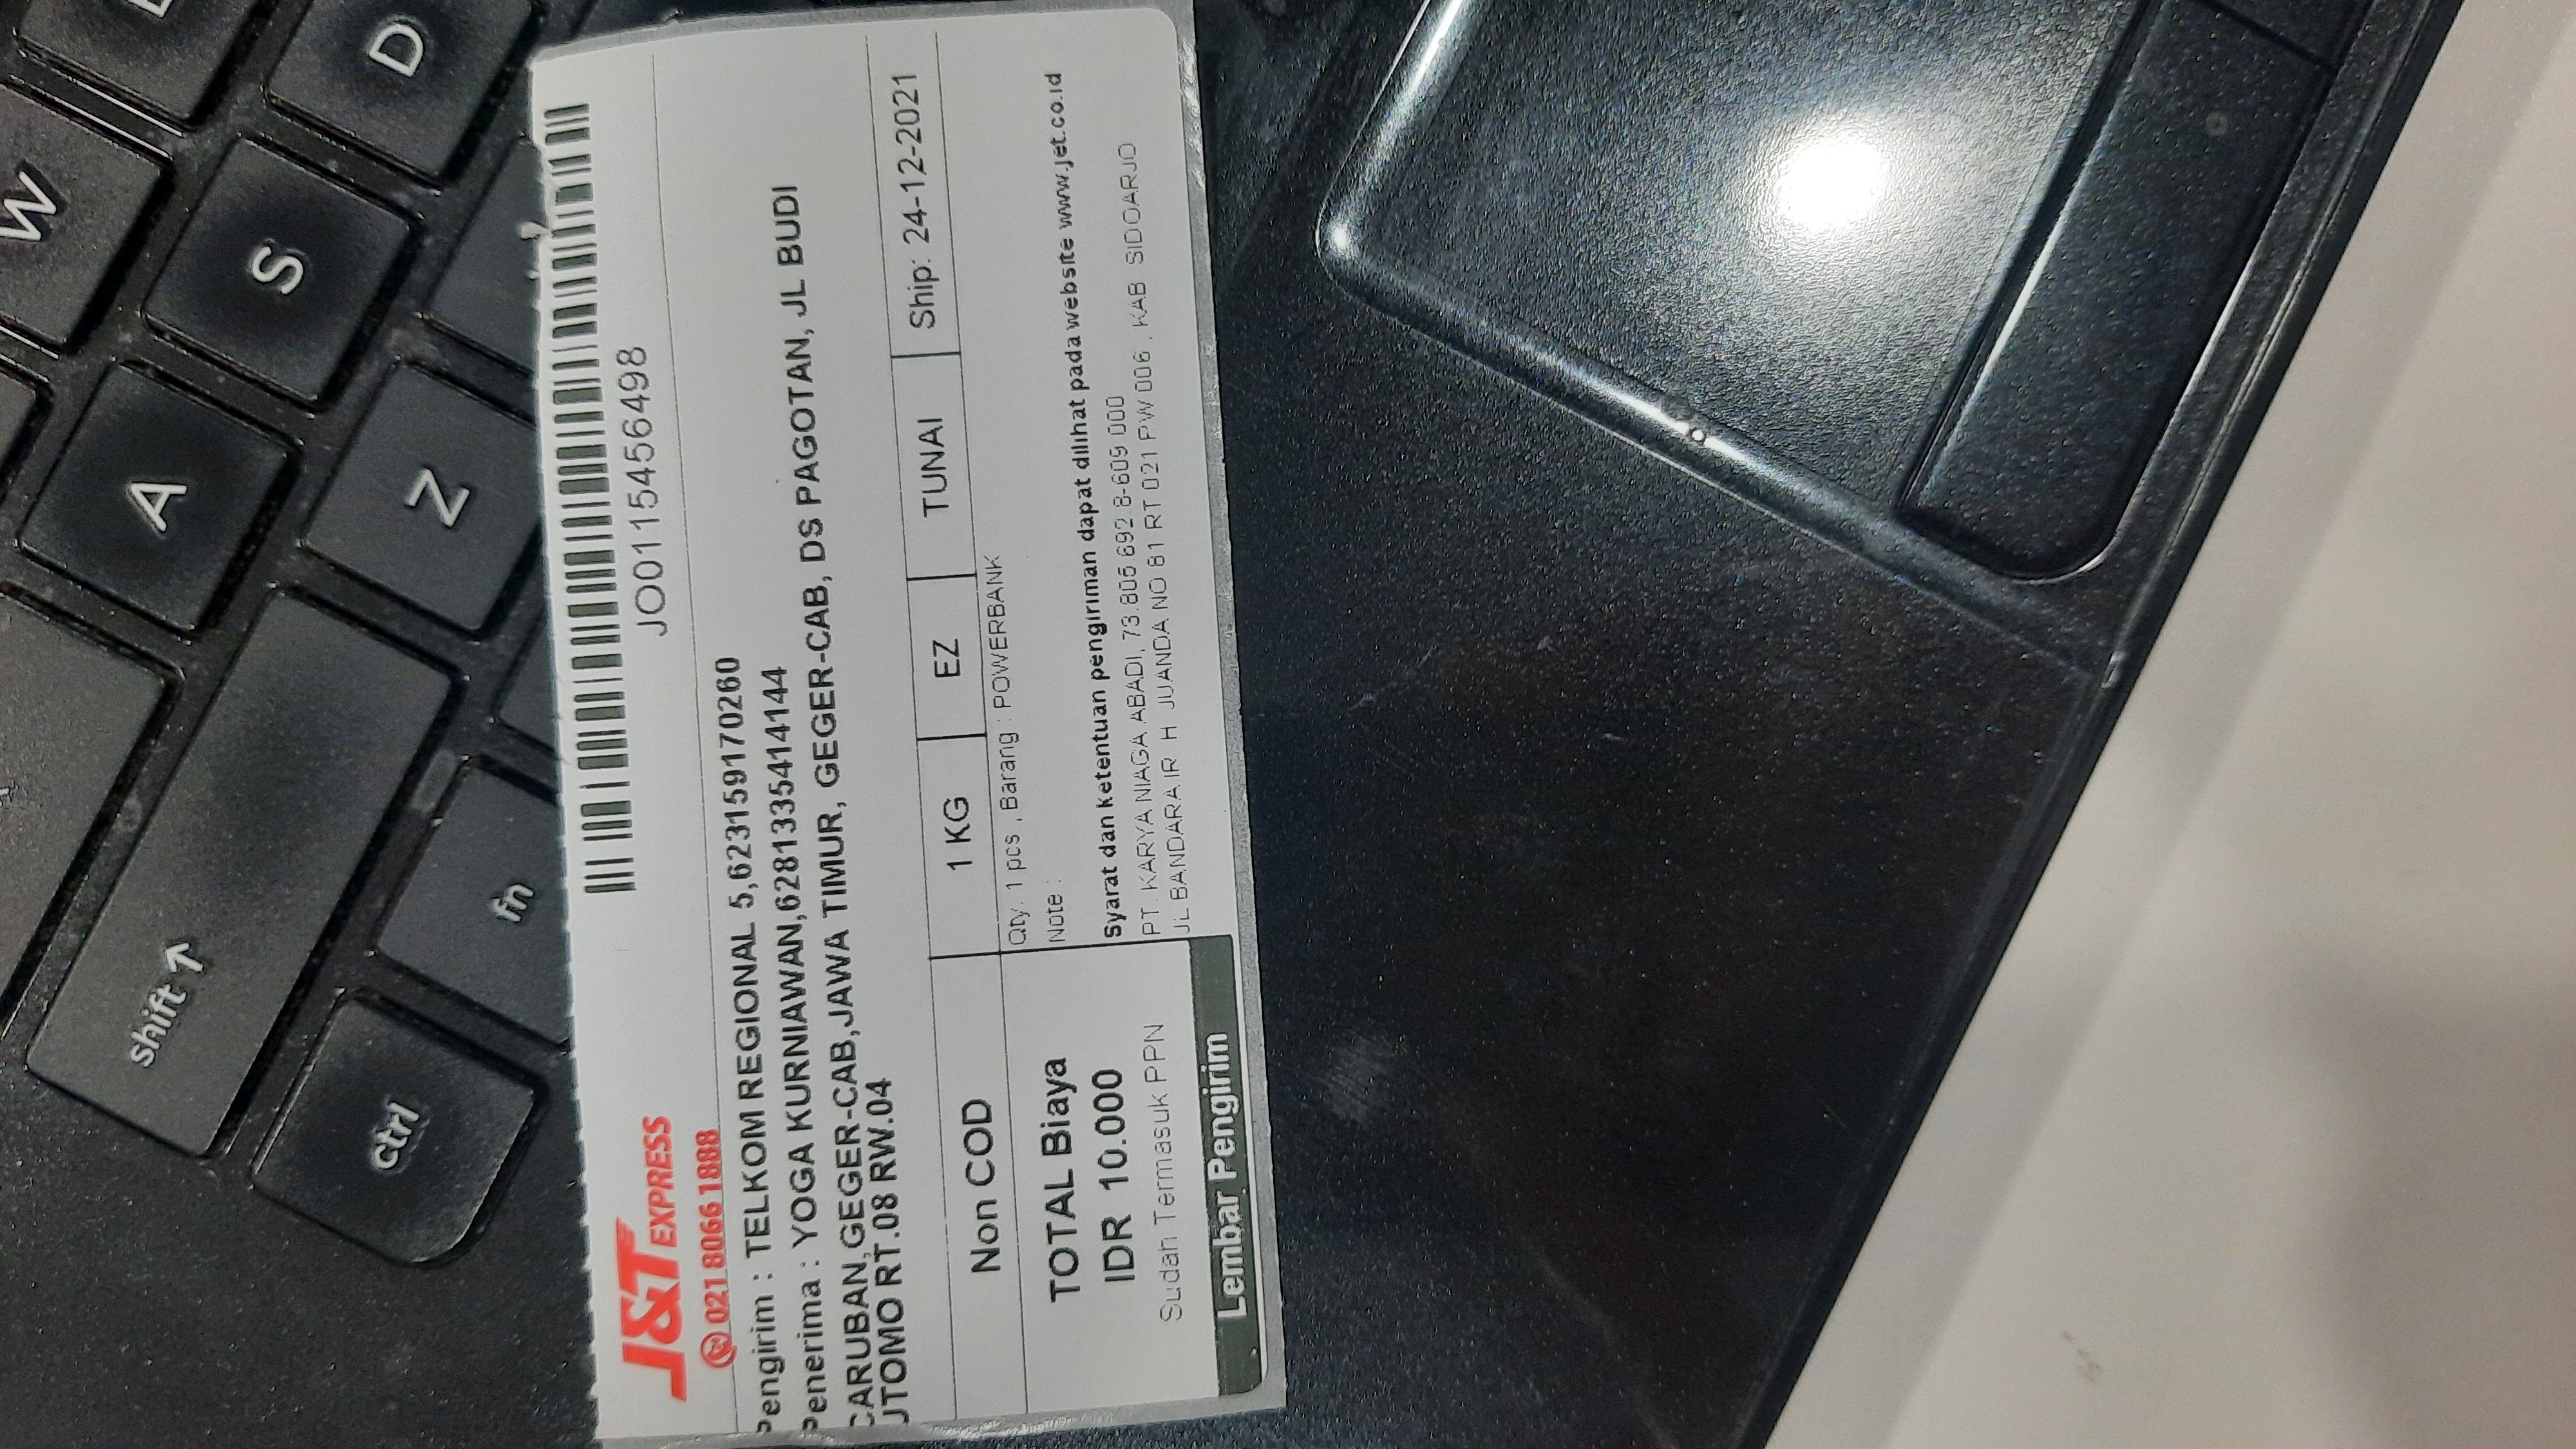 W
A
shift ↑
S
D
ctrl
Z
fn
JO0115456498
J&T EXPRESS
021 8066 1888
Pengirim : TELKOM REGIONAL 5,623159170260
Penerima : YOGA KURNIAWAN,6281335414144
CARUBAN,GEGER-CAB,JAWA TIMUR, GEGER-CAB, DS PAGOTAN, JL BUDI
UTOMO RT.08 RW.04
Non COD
1 KG
EZ
TUNAI
Ship: 24-12-2021
Qty. 1 pcs , Barang : POWERBANK
Note :
TOTAL Biaya
IDR 10.000
Sudah Termasuk PPN
Syarat dan ketentuan pengiriman dapat dilihat pada website www.jet.co.id
PT. KARYA NIAGA ABADI, 73.805.692.8-609.000
JL BANDARA IR H JUANDA NO 81 RT 021 PW 006 , KAB SIDOARJO
Lembar Pengirim